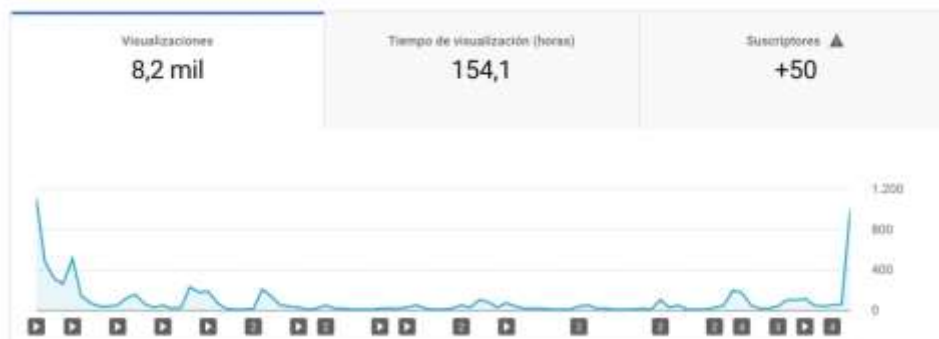 Visualizaciones
8,2 mil
Tiempo de visualización (horas)
154,1
Suscriptores
+50
1.200
800
400
0